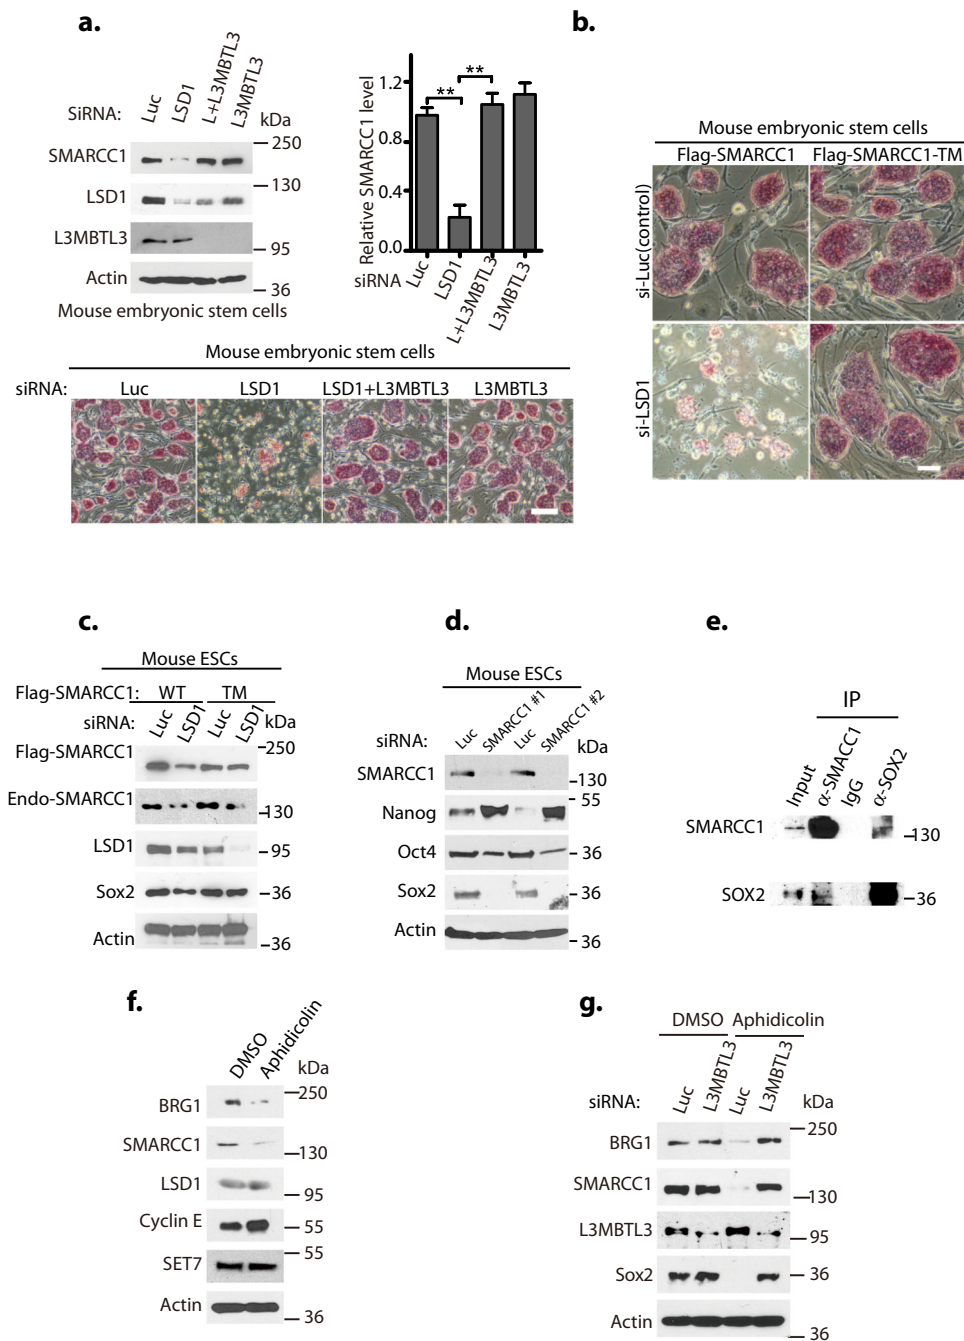 a.
SiRNA:
Luc
LSD1
L+L3MBTL3
L3MBTL3
kDa
SMARCC1
250
LSD1
130
L3MBTL3
95
Actin
36
Mouse embryonic stem cells
Relative SMARCC1 level
1.2
0.8
0.4
0.0
**
**
siRNA
Luc
LSD1
L+L3MBTL3
L3MBTL3
Mouse embryonic stem cells
siRNA:
Luc
LSD1
LSD1+L3MBTL3
L3MBTL3
b.
Mouse embryonic stem cells
Flag-SMARCC1
Flag-SMARCC1-TM
si-Luc(control)
si-LSD1
c.
Mouse ESCs
Flag-SMARCC1:
WT
TM
siRNA:
Luc
LSD1
Luc
LSD1
kDa
Flag-SMARCC1
250
Endo-SMARCC1
130
LSD1
95
Sox2
36
Actin
36
d.
Mouse ESCs
siRNA:
Luc
SMARCC1 #1
Luc
SMARCC1 #2
kDa
SMARCC1
130
Nanog
55
Oct4
36
Sox2
36
Actin
36
e.
IP
Input
α-SMACC1
IgG
α-SOX2
SMARCC1
130
SOX2
36
f.
DMSO
Aphidicolin
kDa
BRG1
250
SMARCC1
130
LSD1
95
Cyclin E
55
SET7
55
Actin
36
g.
DMSO
Aphidicolin
siRNA:
Luc
L3MBTL3
Luc
L3MBTL3
kDa
BRG1
250
SMARCC1
130
L3MBTL3
95
Sox2
36
Actin
36